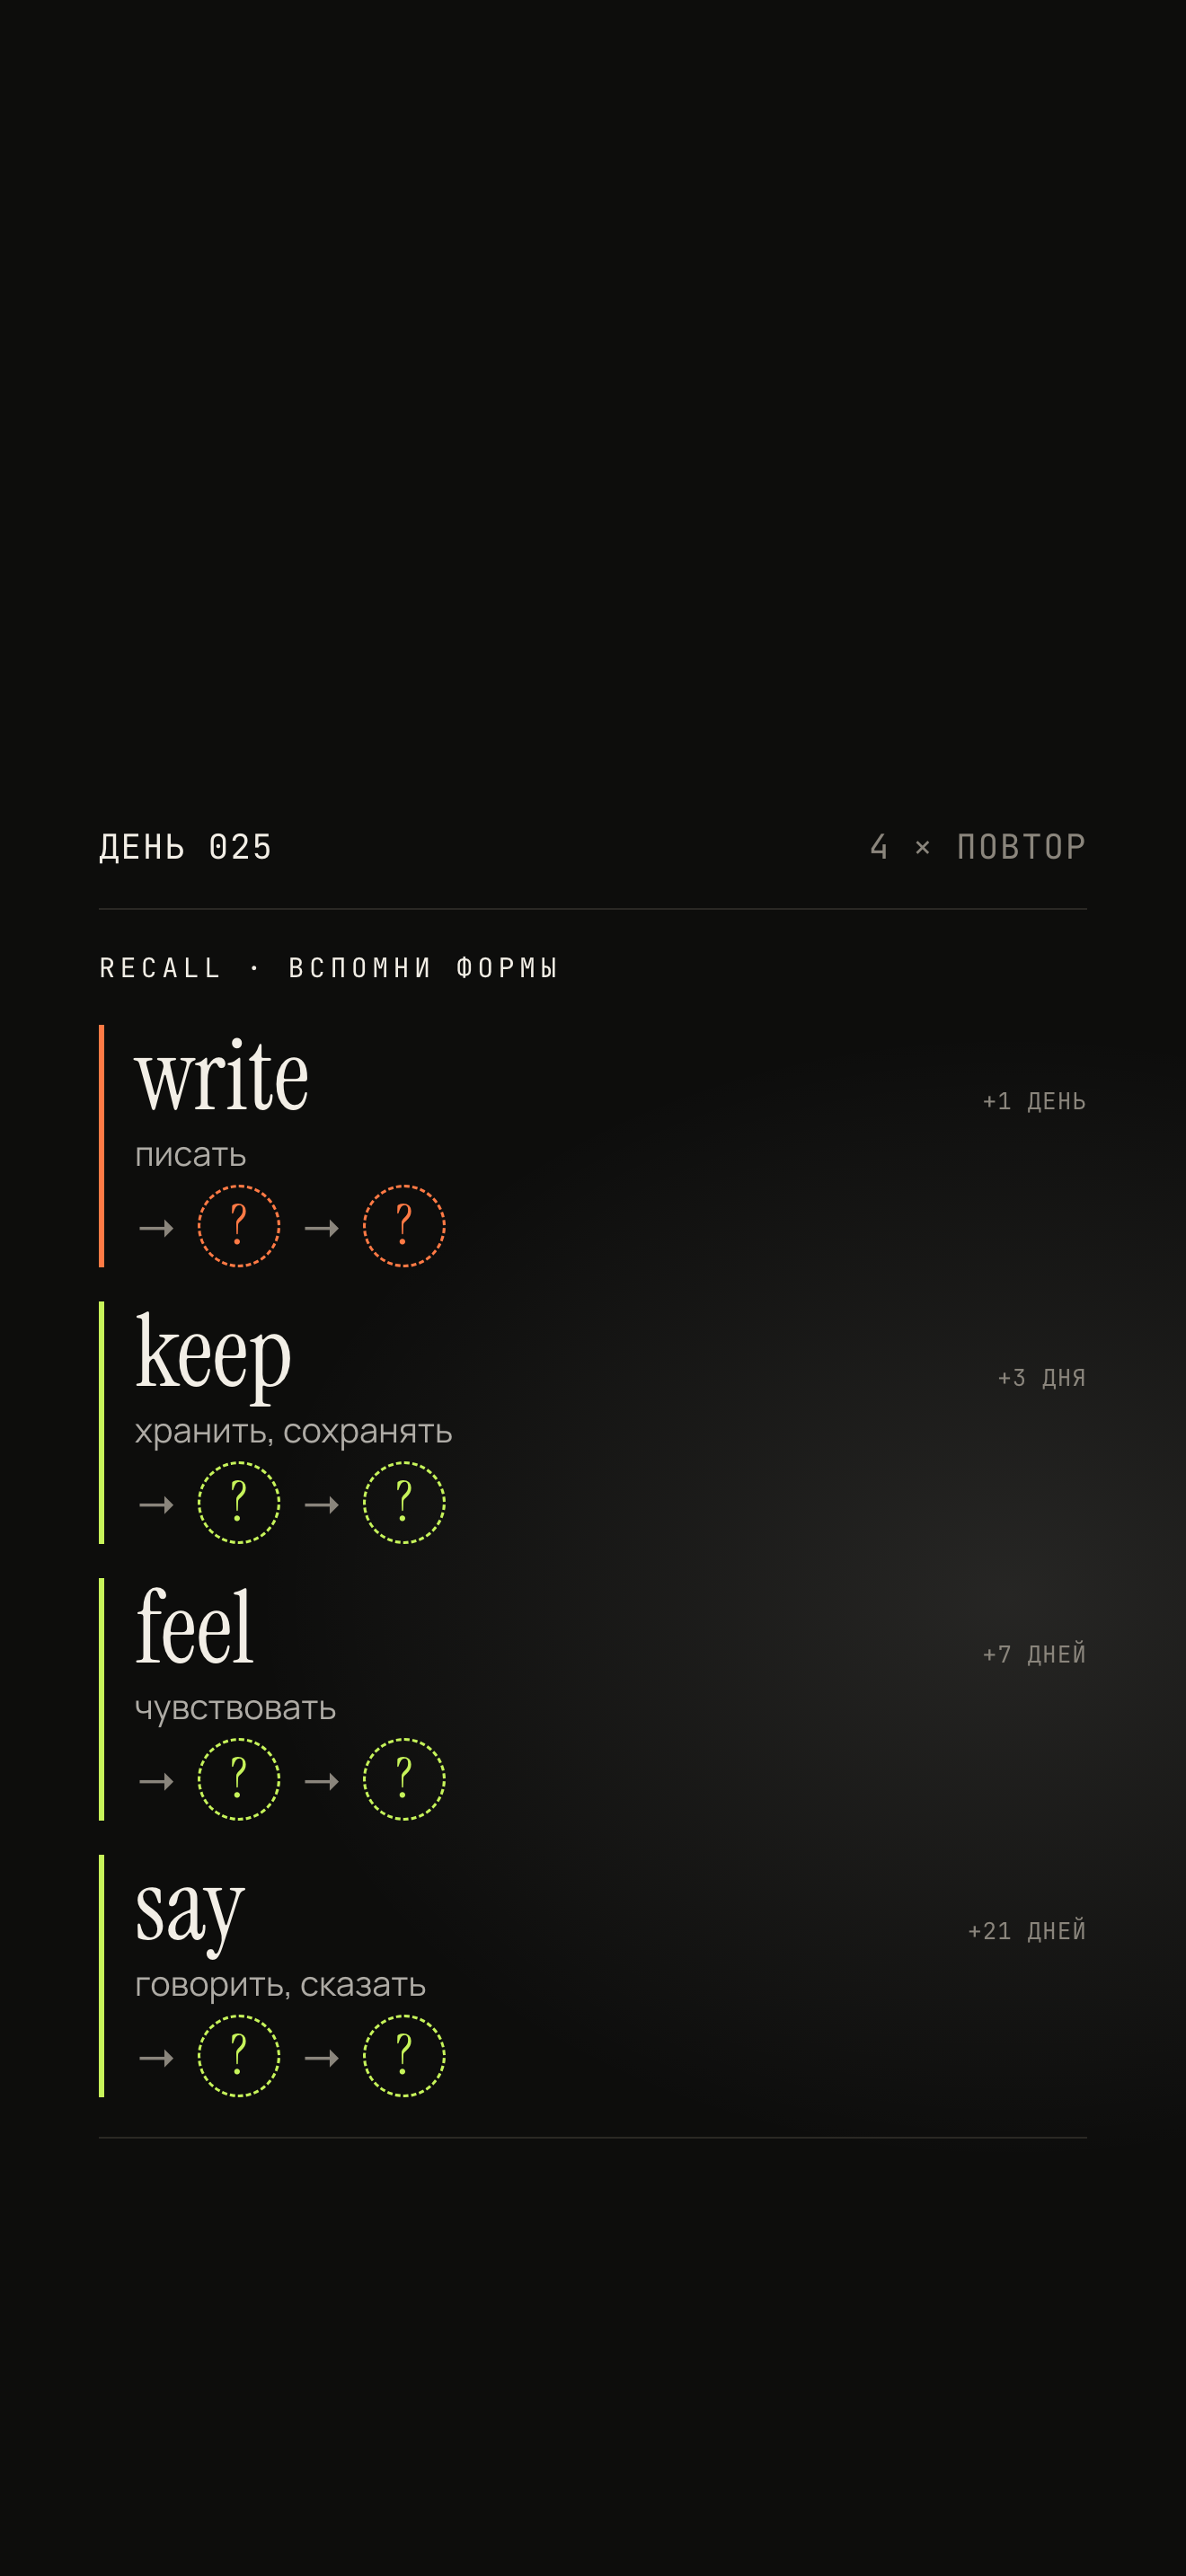 ДЕНЬ 025
4 × ПОВТОР
RECALL · ВСПОМНИ ФОРМЫ
write
+1 ДЕНЬ
писать
→ ? → ?
keep
+3 ДНЯ
хранить, сохранять
→ ? → ?
feel
+7 ДНЕЙ
чувствовать
→ ? → ?
say
+21 ДНЕЙ
говорить, сказать
→ ? → ?